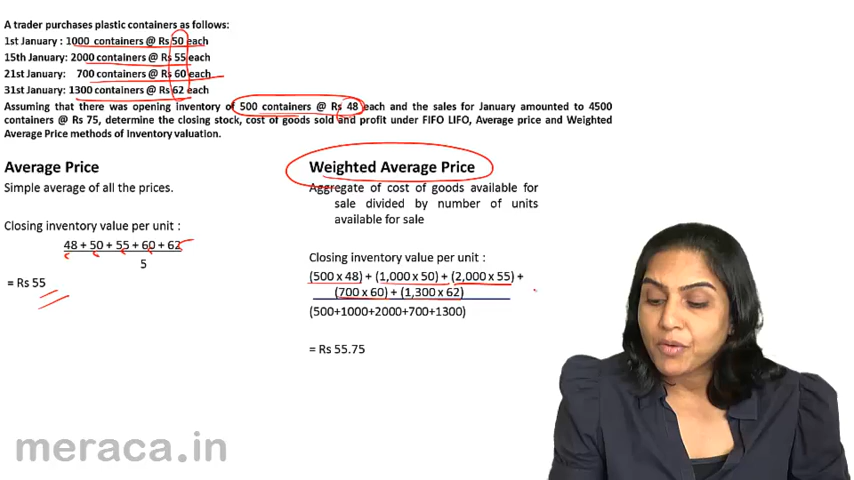 A trader purchases plastic containers as follows:
1st January : 1000 containers @ Rs 50 each
15th January: 2000 containers @ Rs 55 each
21st January: 700 containers @ Rs 60 each
31st January: 1300 containers @ Rs 62 each
Assuming that there was opening inventory of 500 containers @ Rs 48 each and the sales for January amounted to 4500
containers @ Rs 75, determine the closing stock, cost of goods sold and profit under FIFO LIFO, Average price and Weighted
Average Price methods of Inventory valuation.
Average Price
Simple average of all the prices.
Closing inventory value per unit :
48 + 50 + 55 + 60 + 62
5
= Rs 55
Weighted Average Price
Aggregate of cost of goods available for
sale divided by number of units
available for sale
Closing inventory value per unit :
(500 x 48) + (1,000 x 50) + (2,000 x 55) +
(700 x 60) + (1,300 x 62)
(500+1000+2000+700+1300)
= Rs 55.75
meraca.in